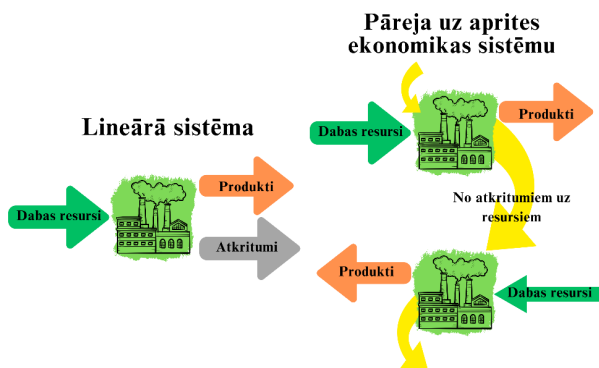 Lineārā sistēma
Dabas resursi
Produkti
Atkritumi
Pāreja uz aprites
ekonomikas sistēmu
Dabas resursi
Produkti
No atkritumiem uz
resursiem
Produkti
Dabas resursi